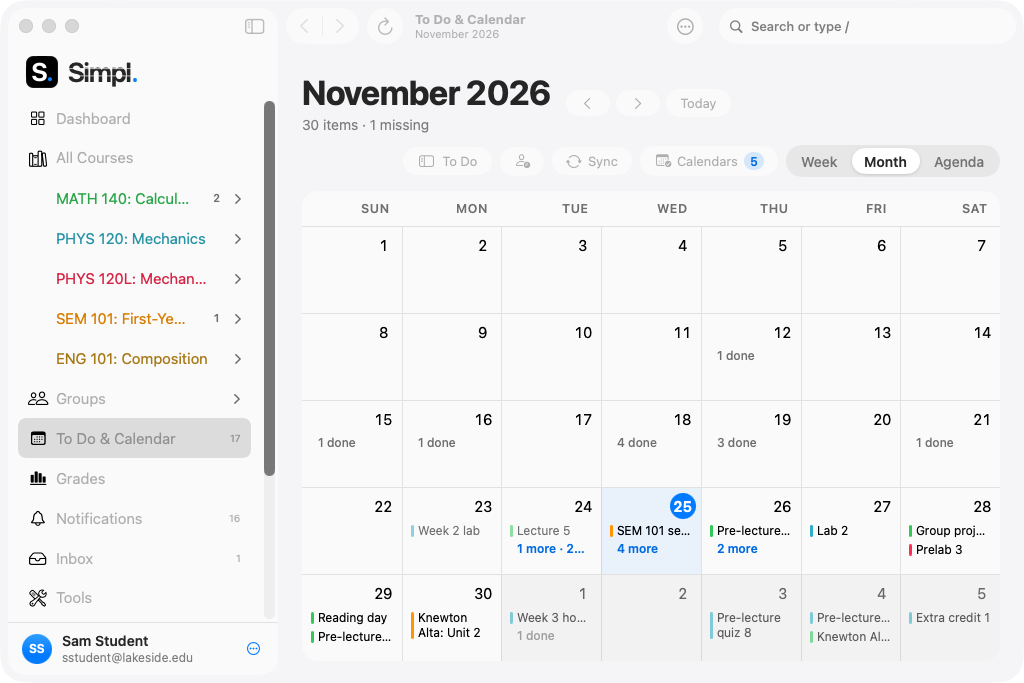 To Do & Calendar
November 2026
Search or type /
S.
Simpl.
Dashboard
All Courses
MATH 140: Calcul... 2
PHYS 120: Mechanics
PHYS 120L: Mechan...
SEM 101: First-Ye... 1
ENG 101: Composition
Groups
To Do & Calendar 17
Grades
Notifications 16
Inbox 1
Tools
SS
Sam Student
sstudent@lakeside.edu
November 2026
Today
30 items · 1 missing
To Do
Sync
Calendars 5
Week Month Agenda
SUN MON TUE WED THU FRI SAT
1 2 3 4 5 6 7
8 9 10 11 12 13 14
1 done
15 16 17 18 19 20 21
1 done 1 done 4 done 3 done 1 done
22 23 24 25 26 27 28
Week 2 lab Lecture 5 SEM 101 se... Pre-lecture... Lab 2 Group proj...
1 more · 2... 4 more 2 more Prelab 3
29 30 1 2 3 4 5
Reading day Knewton Week 3 ho... Pre-lecture Pre-lecture... Extra credit 1
Pre-lecture... Alta: Unit 2 1 done quiz 8 Knewton Al...